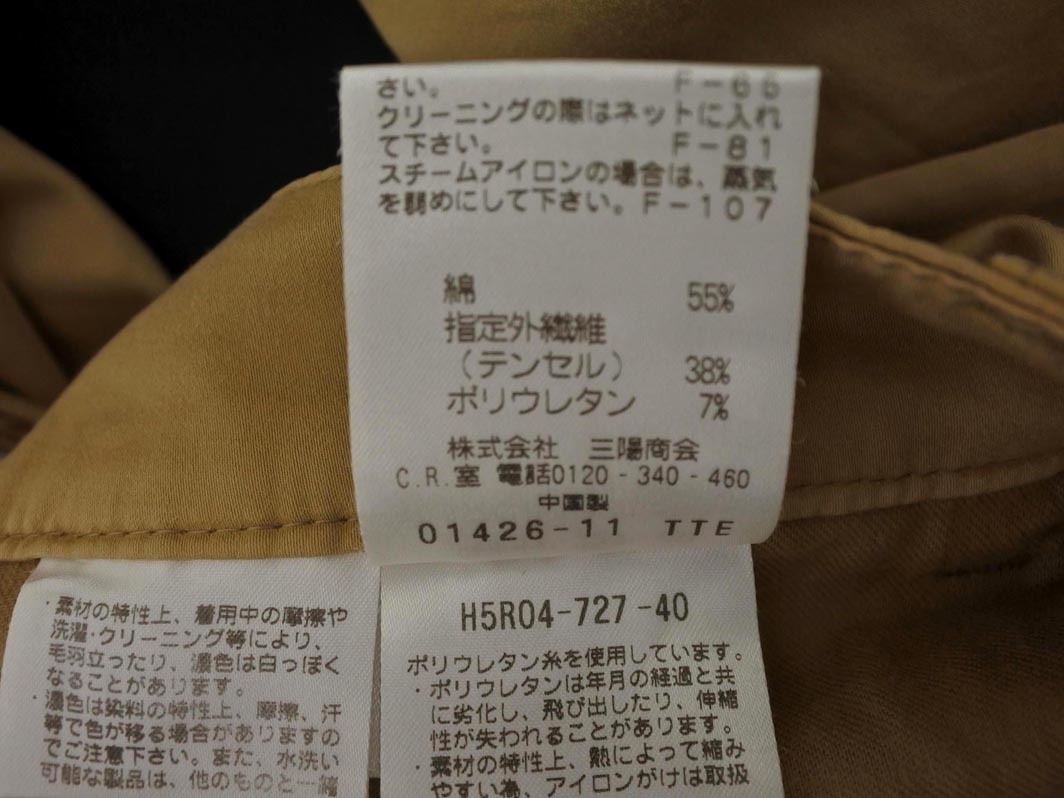 さい。 F-66
クリーニングの際はネットに入れ
て下さい。 F-81
スチームアイロンの場合は、蒸気
を弱めにして下さい。F-107
綿 55%
指定外繊維
(テンセル) 38%
ポリウレタン 7%
株式会社 三陽商会
C.R.室 電話0120-340-460
中国製
01426-11 TTE
・素材の特性上、着用中の摩擦や
洗濯・クリーニング等により、
毛羽立ったり、濃色は白っぽく
なることがあります。
・濃色は染料の特性上、摩擦、汗
等で色が移る場合がありますの
でご注意下さい。また、水洗い
可能な製品は、他のものと一緒
H5R04-727-40
ポリウレタン糸を使用しています。
・ポリウレタンは年月の経過と共
に劣化し、飛び出したり、伸縮
性が失われることがあります。
・素材の特性上、熱によって縮み
やすい為、アイロンがけは取扱